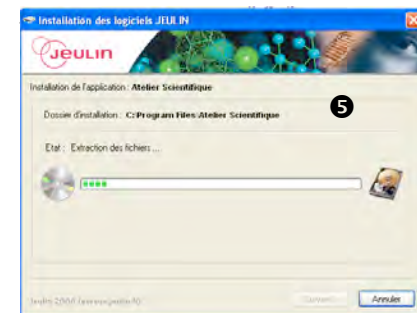 Installation des logiciels JEULIN
Jeulin
Installation de l'application : Atelier Scientifique
❺
Dossier d'installation : C:\Program Files\Atelier Scientifique
Etat : Extraction des fichiers ...
Annuler